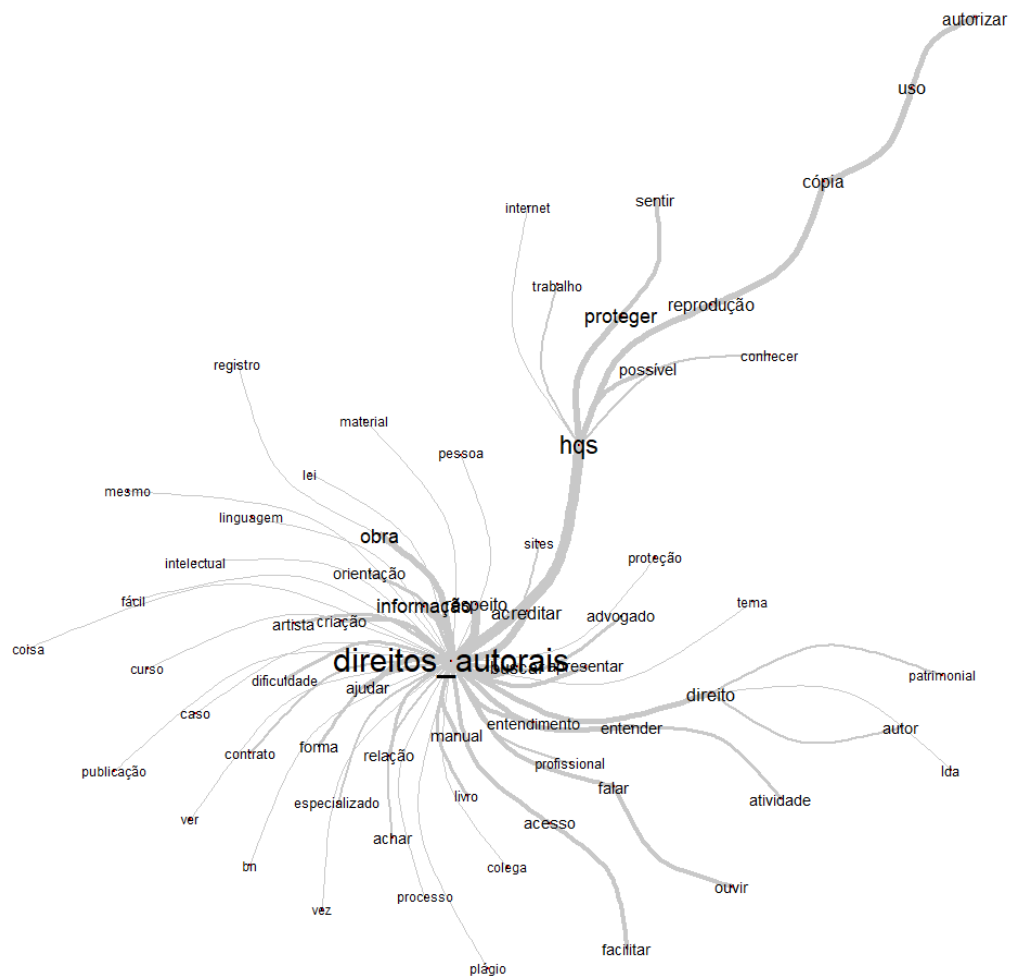 autorizar
uso
cópia
sentir
internet
trabalho
reprodução
proteger
conhecer
possível
registro
material
hqs
pessoa
lei
mesmo
linguagem
obra
sites
proteção
intelectual
orientação
fácil
tema
informação
respeito
acreditar
artista
criação
advogado
coisa
curso
direitos_autorais
buscar
apresentar
patrimonial
dificuldade
ajudar
direito
caso
entendimento
entender
autor
manual
forma
contrato
relação
profissional
publicação
lda
falar
livro
atividade
especializado
ver
acesso
achar
bn
colega
ouvir
processo
vez
facilitar
plágio